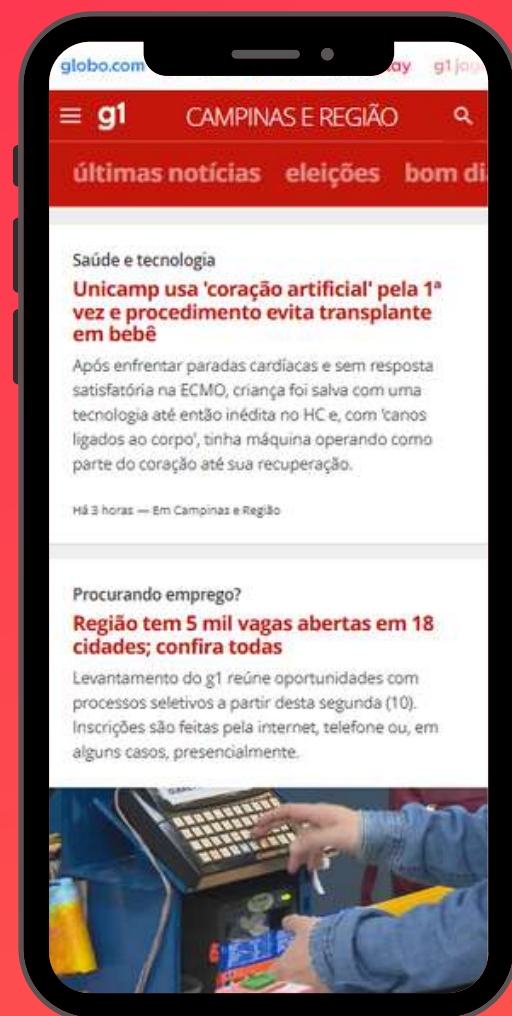 globo.com ay g1 jog
g1 CAMPINAS E REGIÃO
últimas notícias eleições bom di
Saúde e tecnologia
Unicamp usa 'coração artificial' pela 1ª
vez e procedimento evita transplante
em bebê
Após enfrentar paradas cardíacas e sem resposta
satisfatória na ECMO, criança foi salva com uma
tecnologia até então inédita no HC e, com 'canos
ligados ao corpo', tinha máquina operando como
parte do coração até sua recuperação.
Há 3 horas — Em Campinas e Região
Procurando emprego?
Região tem 5 mil vagas abertas em 18
cidades; confira todas
Levantamento do g1 reúne oportunidades com
processos seletivos a partir desta segunda (10).
Inscrições são feitas pela internet, telefone ou, em
alguns casos, presencialmente.